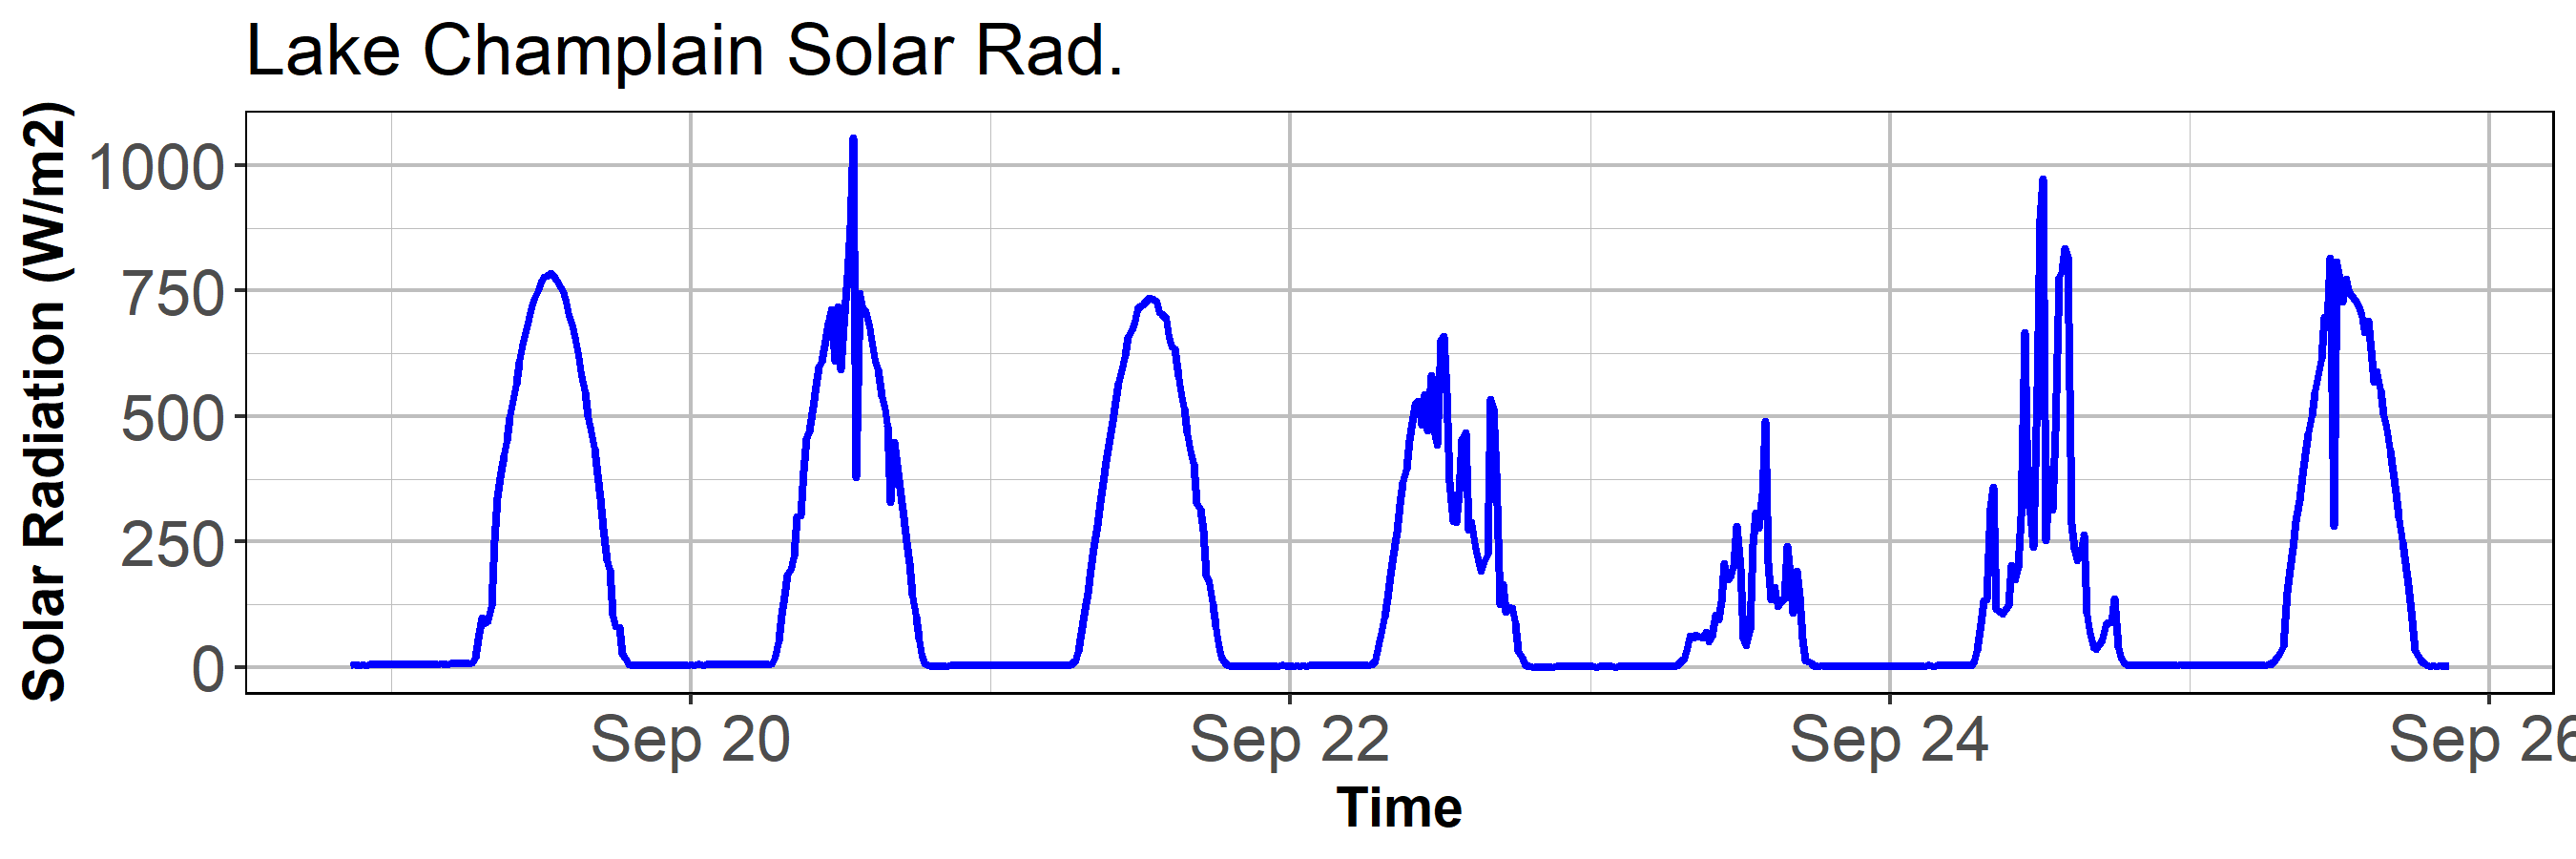 Lake Champlain Solar Rad.
Solar Radiation (W/m2)
1000
750
500
250
0
Sep 20 Sep 22 Sep 24 Sep 26
Time